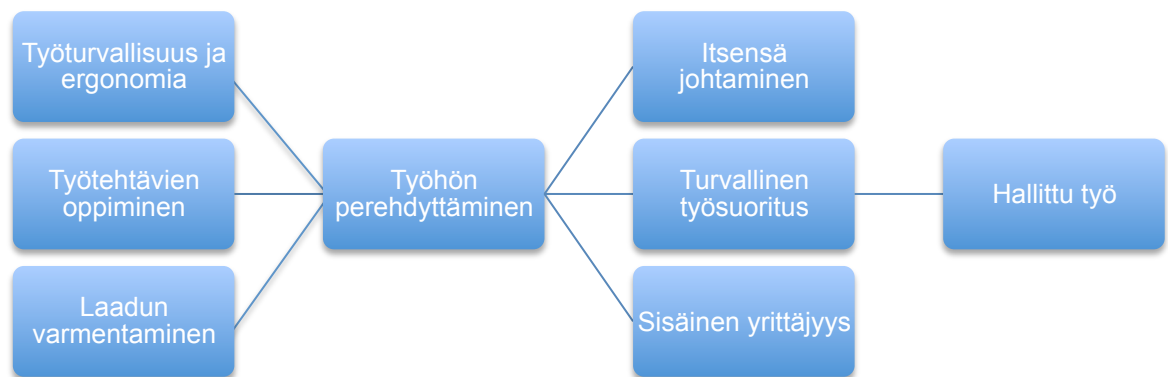 Työturvallisuus ja
ergonomia
Työtehtävien
oppiminen
Laadun
varmentaminen
Työhön
perehdyttäminen
Itsensä
johtaminen
Turvallinen
työsuoritus
Sisäinen yrittäjyys
Hallittu työ